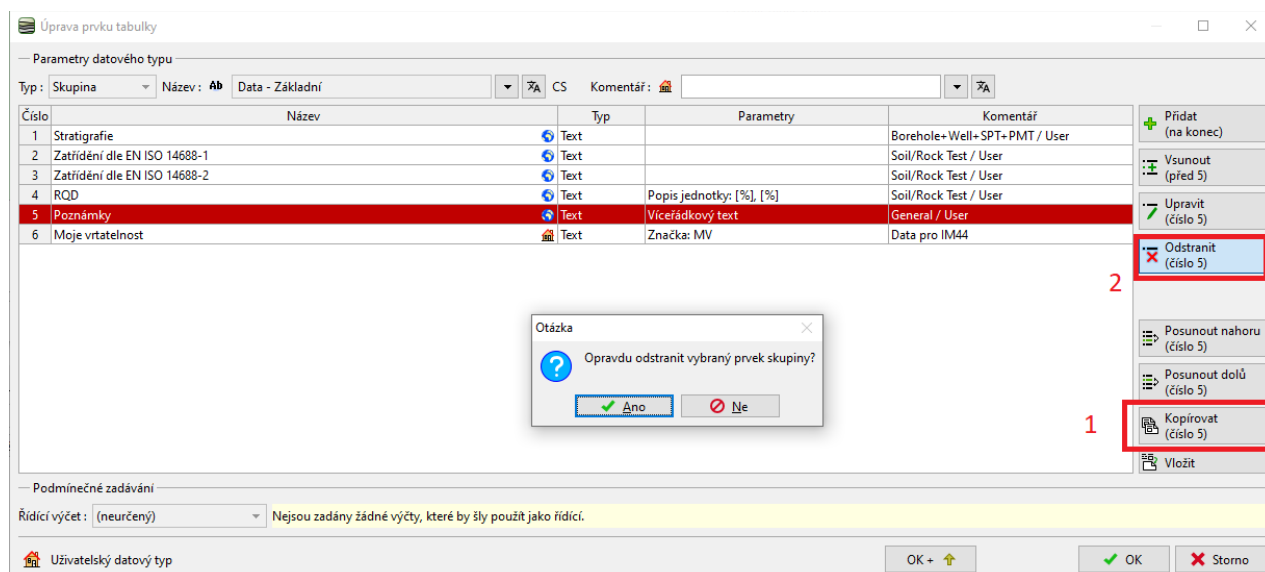 Úprava prvku tabulky
Parametry datového typu
Typ : Skupina Název : Ab Data - Základní CS Komentář :
Číslo Název Typ Parametry Komentář
1 Stratigrafie Text Borehole+Well+SPT+PMT / User
2 Zatřídění dle EN ISO 14688-1 Text Soil/Rock Test / User
3 Zatřídění dle EN ISO 14688-2 Text Soil/Rock Test / User
4 RQD Text Popis jednotky: [%], [%] Soil/Rock Test / User
5 Poznámky Text Víceřádkový text General / User
6 Moje vrtatelnost Text Značka: MV Data pro IM44
Přidat
(na konec)
Vsunout
(před 5)
Upravit
(číslo 5)
Odstranit
(číslo 5)
2
Otázka
Opravdu odstranit vybraný prvek skupiny?
Ano Ne
Posunout nahoru
(číslo 5)
Posunout dolů
(číslo 5)
1
Kopírovat
(číslo 5)
Vložit
Podmínečné zadávání
Řídící výčet : (neurčený) Nejsou zadány žádné výčty, které by šly použít jako řídící.
Uživatelský datový typ OK + OK Storno